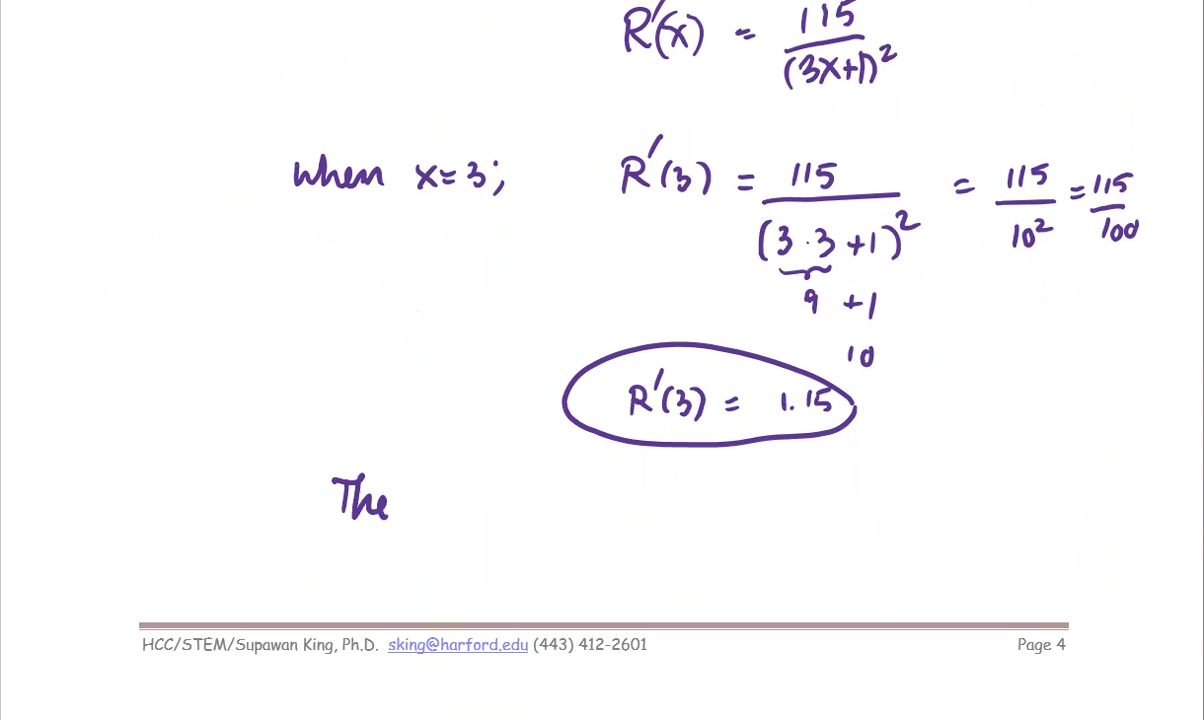 R'(x) = 115/(3x+1)²
When x=3; R'(3) = 115/(3·3+1)² = 115/10² = 115/100
9 +1
10
R'(3) = 1.15
The
HCC/STEM/Supawan King, Ph.D. sking@harford.edu (443) 412-2601 Page 4